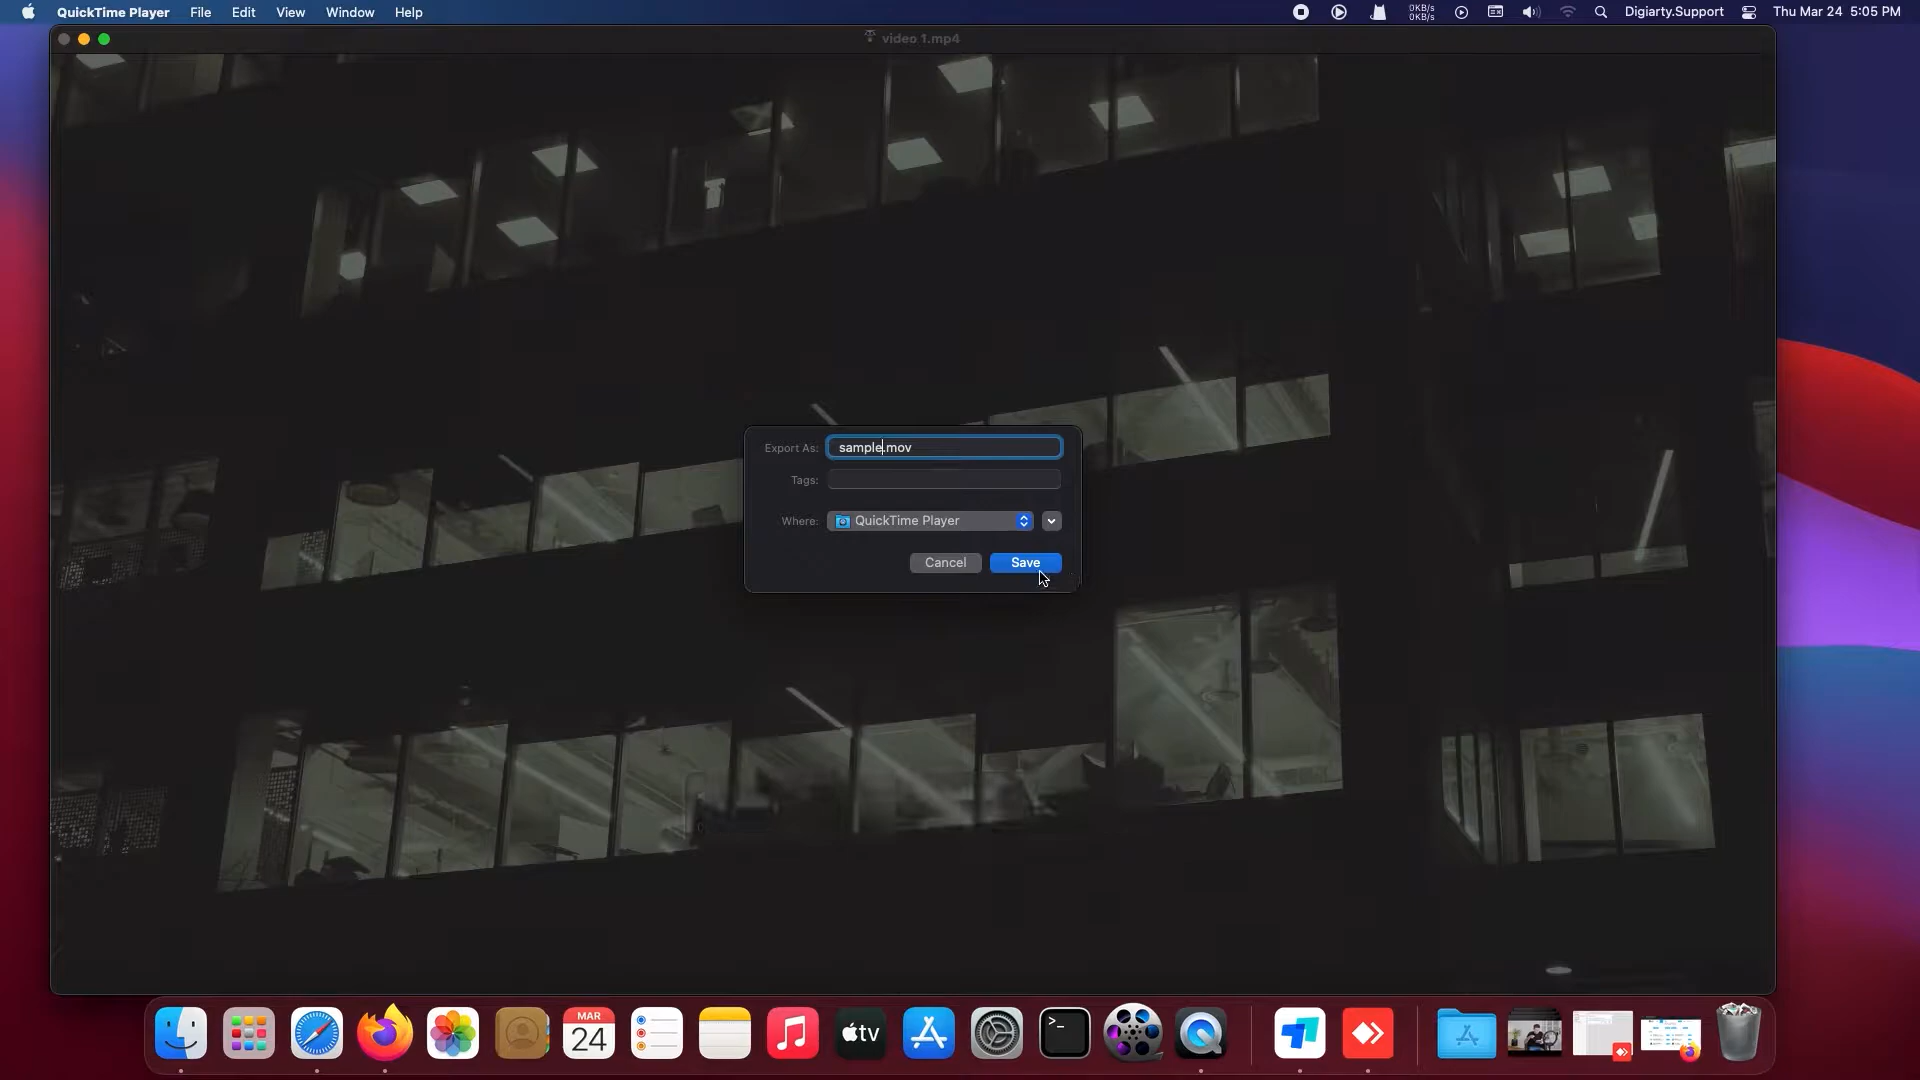 QuickTime Player File Edit View Window Help 0KB/s Digiarty.Support Thu Mar 24 5:05 PM
0KB/s
video 1.mp4
Export As: sample.mov
Tags:
Where: QuickTime Player
Cancel Save
MAR
24
tv
>_